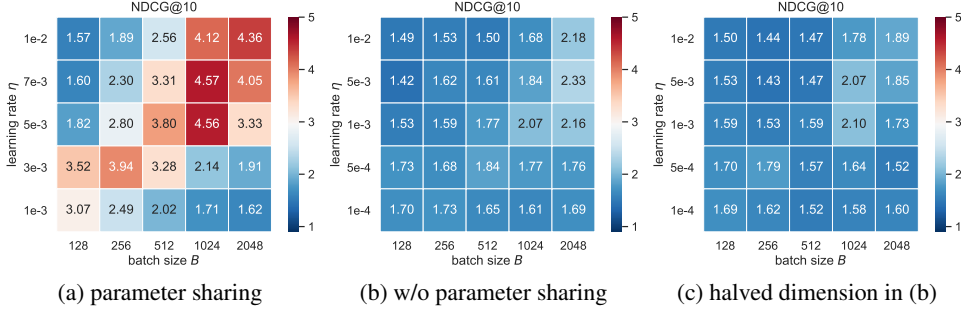 NDCG@10
learning rate η
1e-2 1.57 1.89 2.56 4.12 4.36
7e-3 1.60 2.30 3.31 4.57 4.05
5e-3 1.82 2.80 3.80 4.56 3.33
3e-3 3.52 3.94 3.28 2.14 1.91
1e-3 3.07 2.49 2.02 1.71 1.62
128 256 512 1024 2048
batch size B
5
4
3
2
1
(a) parameter sharing
NDCG@10
learning rate η
1e-2 1.49 1.53 1.50 1.68 2.18
5e-3 1.42 1.62 1.61 1.84 2.33
1e-3 1.53 1.59 1.77 2.07 2.16
5e-4 1.73 1.68 1.84 1.77 1.76
1e-4 1.70 1.73 1.65 1.61 1.69
128 256 512 1024 2048
batch size B
5
4
3
2
1
(b) w/o parameter sharing
NDCG@10
learning rate η
1e-2 1.50 1.44 1.47 1.78 1.89
5e-3 1.53 1.43 1.47 2.07 1.85
1e-3 1.59 1.53 1.59 2.10 1.73
5e-4 1.70 1.79 1.57 1.64 1.52
1e-4 1.69 1.62 1.52 1.58 1.60
128 256 512 1024 2048
batch size B
5
4
3
2
1
(c) halved dimension in (b)